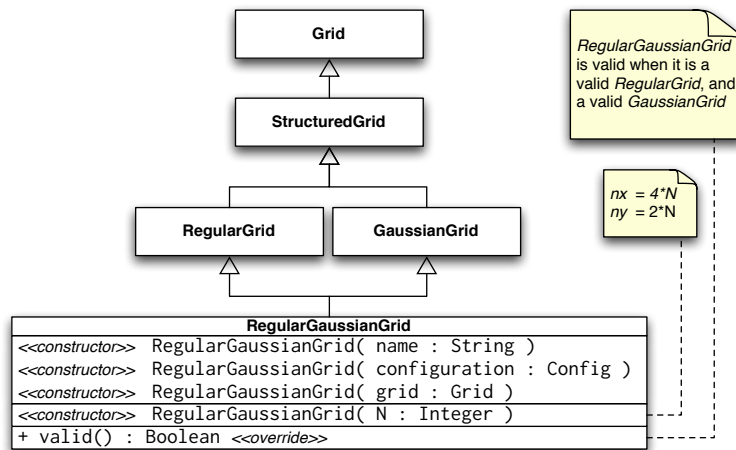 Grid
RegularGaussianGrid
is valid when it is a
valid RegularGrid, and
a valid GaussianGrid
StructuredGrid
nx = 4*N
ny = 2*N
RegularGrid
GaussianGrid
RegularGaussianGrid
<<constructor>> RegularGaussianGrid( name : String )
<<constructor>> RegularGaussianGrid( configuration : Config )
<<constructor>> RegularGaussianGrid( grid : Grid )
<<constructor>> RegularGaussianGrid( N : Integer )
+ valid() : Boolean <<override>>